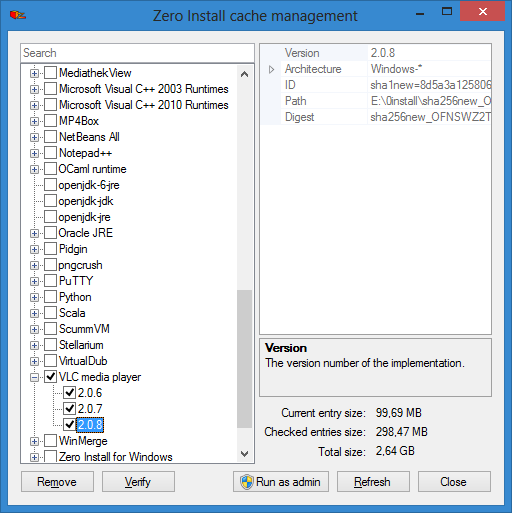 Zero Install cache management
Search
MediathekView
Microsoft Visual C++ 2003 Runtimes
Microsoft Visual C++ 2010 Runtimes
MP4Box
NetBeans All
Notepad++
OCaml runtime
openjdk-6-jre
openjdk-jdk
openjdk-jre
Oracle JRE
Pidgin
pngcrush
PuTTY
Python
Scala
ScummVM
Stellarium
VirtualDub
VLC media player
2.0.6
2.0.7
2.0.8
WinMerge
Zero Install for Windows
Version 2.0.8
Architecture Windows-*
ID sha1new=8d5a3a125806
Path E:\0install\sha256new_O
Digest sha256new_OFNSWZ2T
Version
The version number of the implementation.
Current entry size: 99,69 MB
Checked entries size: 298,47 MB
Total size: 2,64 GB
Remove Verify Run as admin Refresh Close